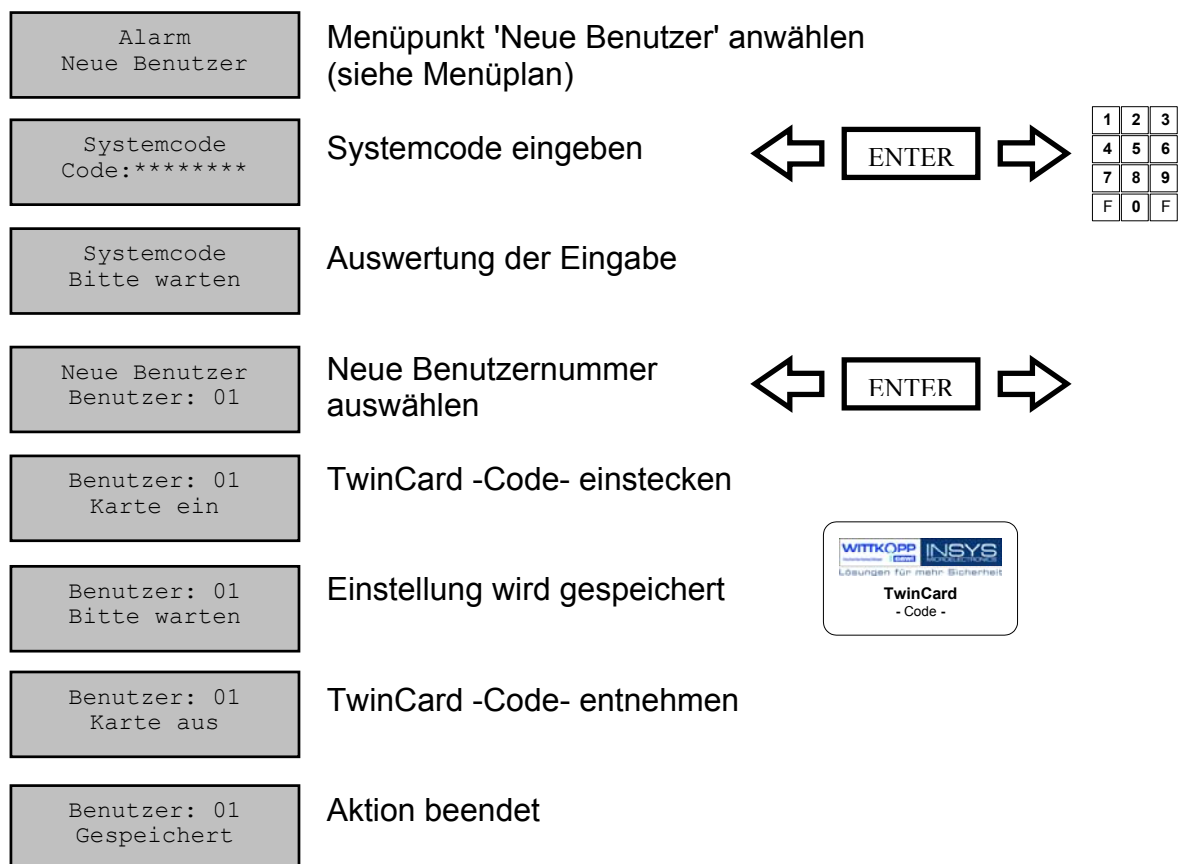 Alarm
Neue Benutzer
Menüpunkt 'Neue Benutzer' anwählen
(siehe Menüplan)
Systemcode
Code:********
Systemcode eingeben
ENTER
1 2 3
4 5 6
7 8 9
F 0 F
Systemcode
Bitte warten
Auswertung der Eingabe
Neue Benutzer
Benutzer: 01
Neue Benutzernummer
auswählen
ENTER
Benutzer: 01
Karte ein
TwinCard -Code- einstecken
Benutzer: 01
Bitte warten
Einstellung wird gespeichert
WITTKOPP INSYS
MICROELECTRONICS
Lösungen für mehr Sicherheit
TwinCard
- Code -
Benutzer: 01
Karte aus
TwinCard -Code- entnehmen
Benutzer: 01
Gespeichert
Aktion beendet